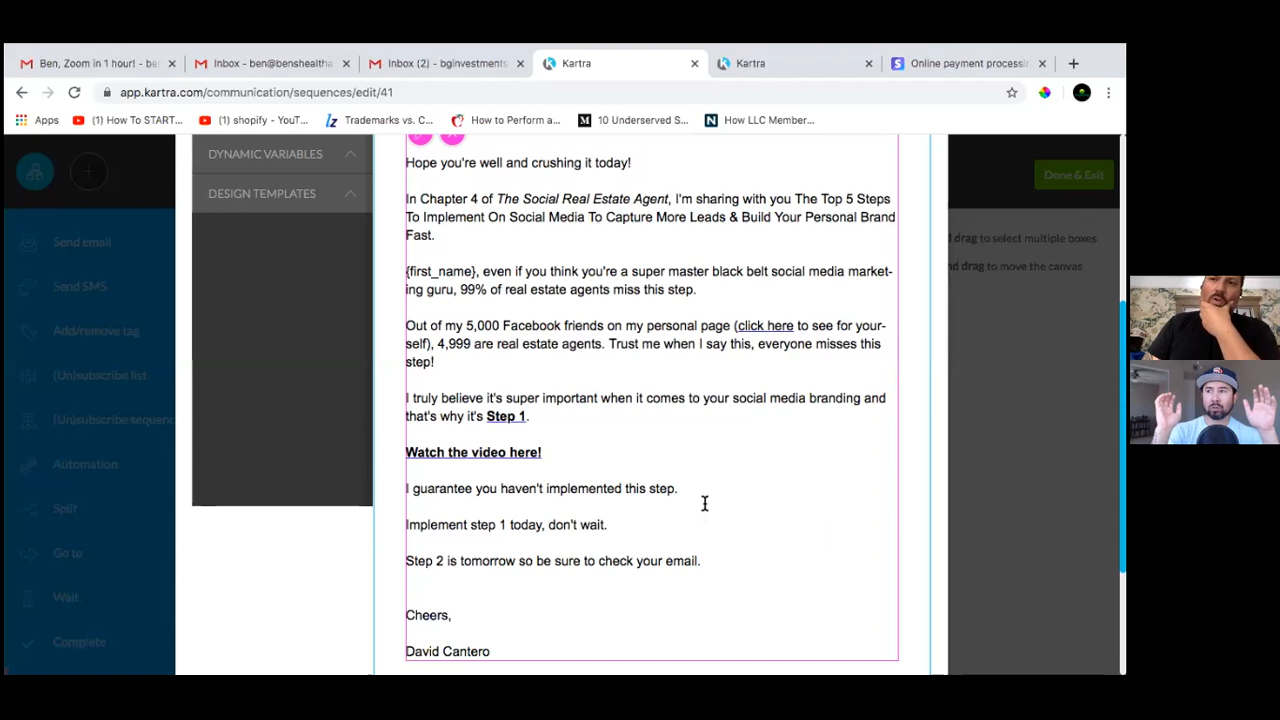 Ben, Zoom in 1 hour! - be
Inbox - ben@benshealtha
Inbox (2) - bginvestments
Kartra
Kartra
Online payment processin
app.kartra.com/communication/sequences/edit/41
Apps
(1) How To START...
(1) shopify - YouT...
Trademarks vs. C...
How to Perform a...
10 Underserved S...
How LLC Member...
DYNAMIC VARIABLES
DESIGN TEMPLATES
Send email
Send SMS
Add/remove tag
(Un)subscribe list
(Un)subscribe sequenc
Automation
Split
Go to
Wait
Complete
Hope you're well and crushing it today!
In Chapter 4 of The Social Real Estate Agent, I'm sharing with you The Top 5 Steps
To Implement On Social Media To Capture More Leads & Build Your Personal Brand
Fast.
{first_name}, even if you think you're a super master black belt social media market-
ing guru, 99% of real estate agents miss this step.
Out of my 5,000 Facebook friends on my personal page (click here to see for your-
self), 4,999 are real estate agents. Trust me when I say this, everyone misses this
step!
I truly believe it's super important when it comes to your social media branding and
that's why it's Step 1.
Watch the video here!
I guarantee you haven't implemented this step.
Implement step 1 today, don't wait.
Step 2 is tomorrow so be sure to check your email.
Cheers,
David Cantero
Done & Exit
d drag to select multiple boxes
d drag to move the canvas